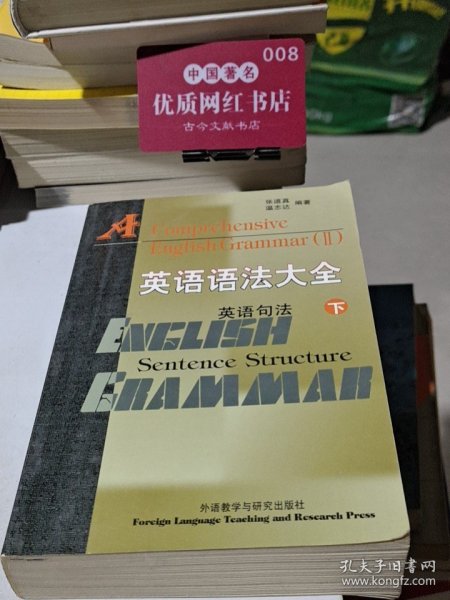 008
中国著名
优质网红书店
古今文献书店
张道真
温志达 编著
A Comprehensive
English Grammar (II)
英语语法大全
英语句法 下
ENGLISH
Sentence Structure
GRAMMAR
外语教学与研究出版社
Foreign Language Teaching and Research Press
孔夫子旧书网
www.kongfz.com